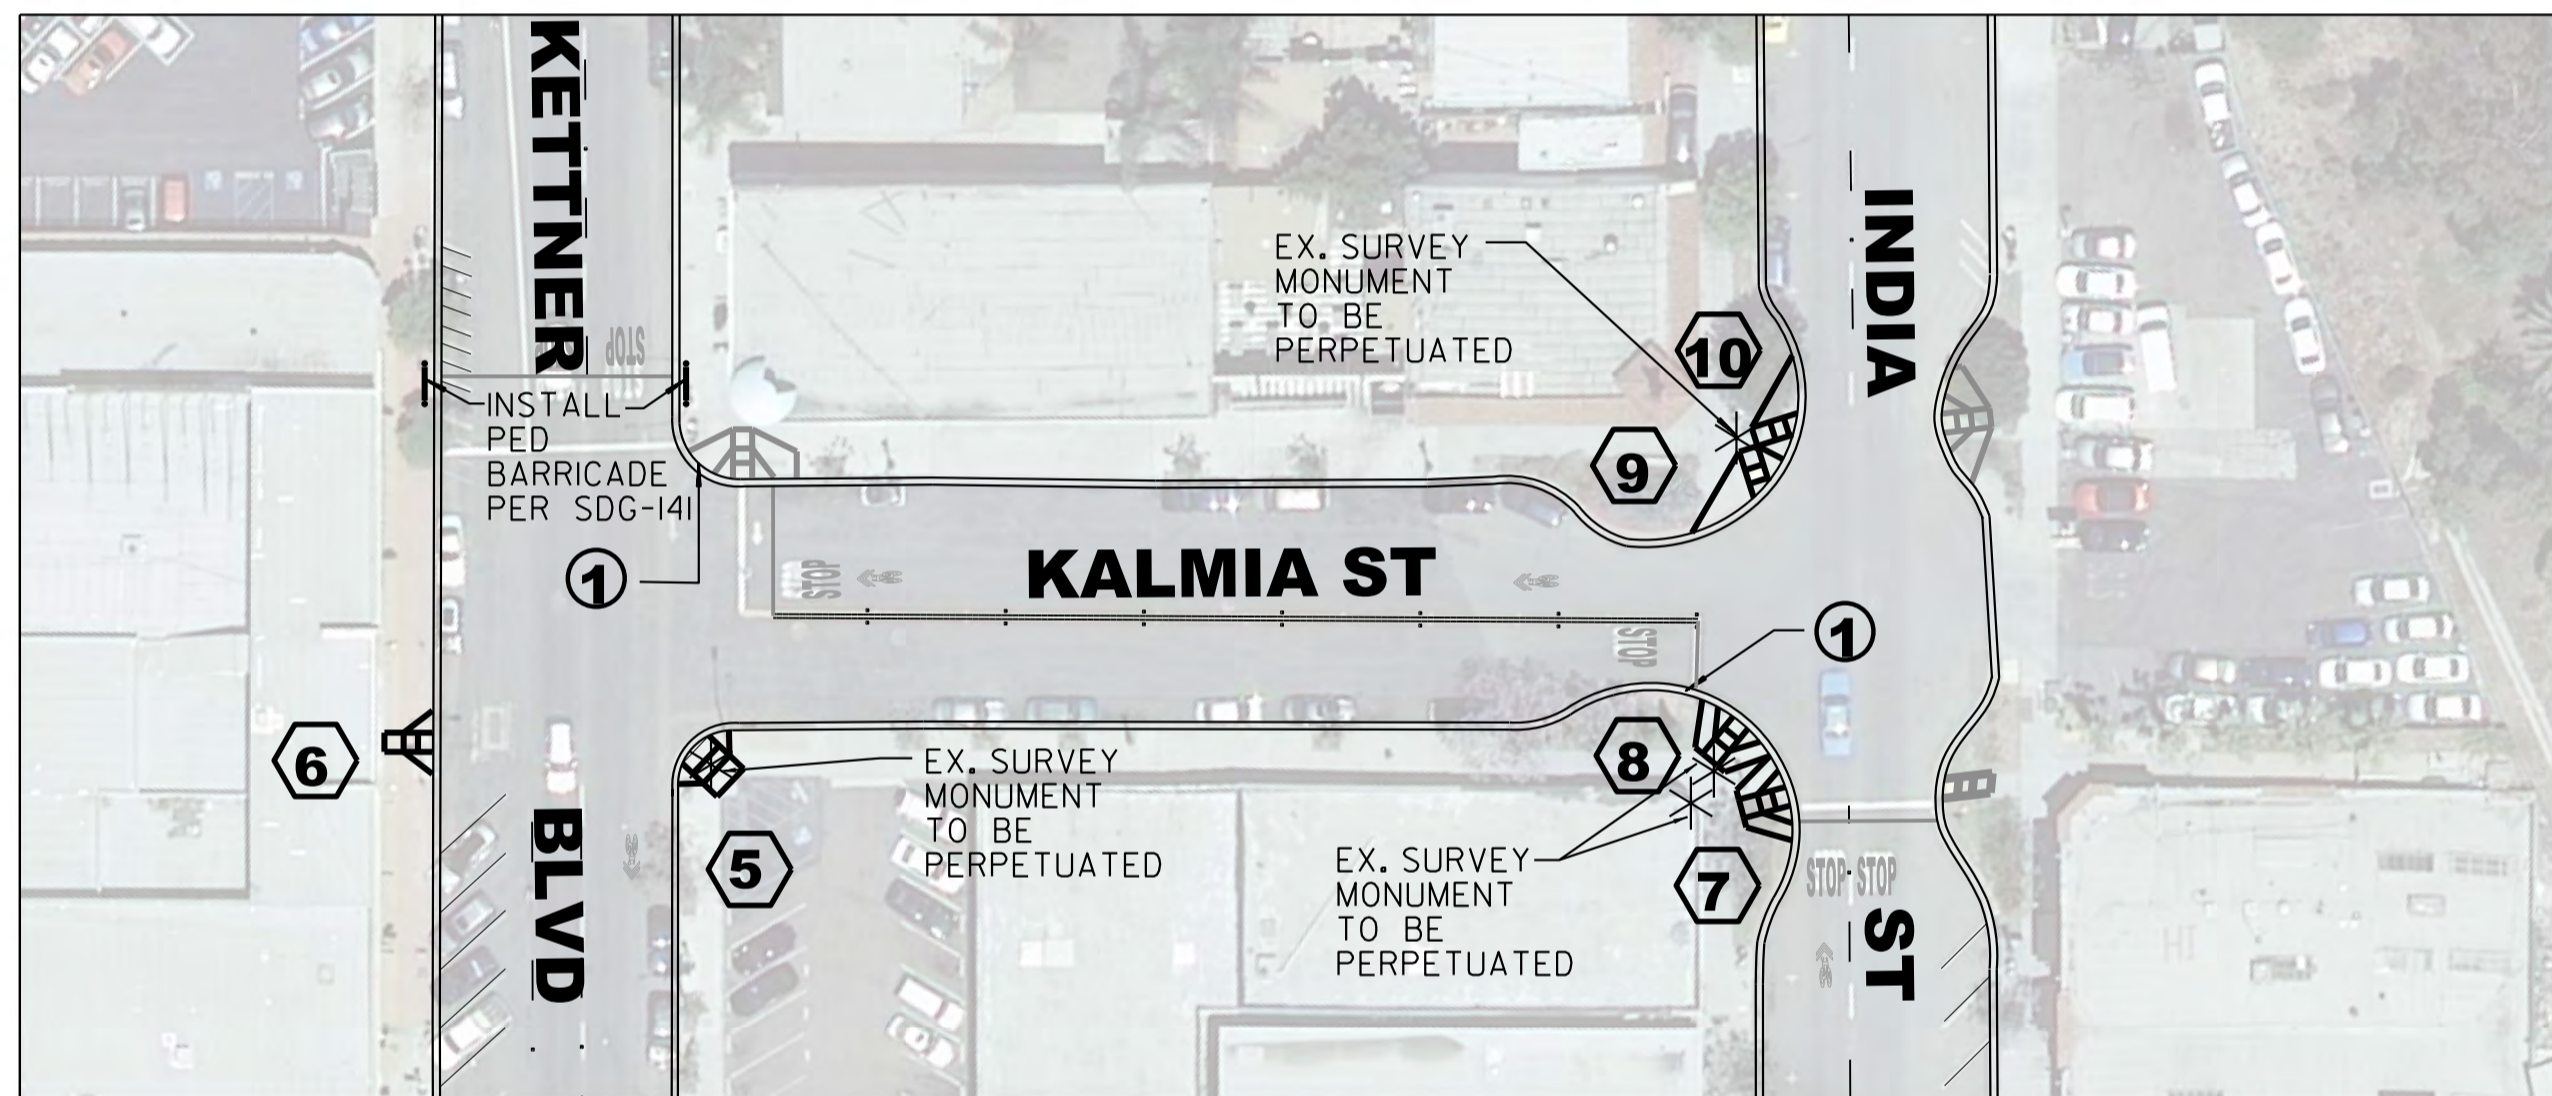 KETTNER
BLVD
INDIA
ST
KALMIA ST
INSTALL
PED
BARRICADE
PER SDG-141
1
EX. SURVEY
MONUMENT
TO BE
PERPETUATED
10
9
STOP
STOP
STOP
STOP
1
6
5
EX. SURVEY
MONUMENT
TO BE
PERPETUATED
8
7
EX. SURVEY
MONUMENT
TO BE
PERPETUATED
STOP STOP